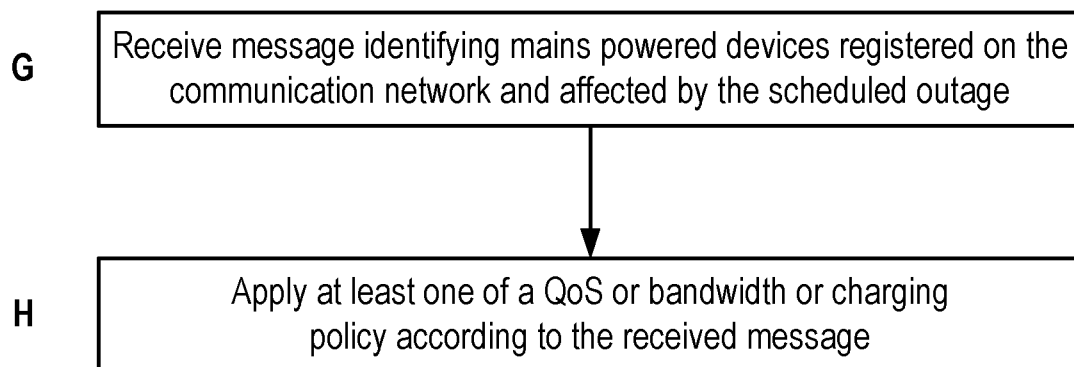 G
Receive message identifying mains powered devices registered on the
communication network and affected by the scheduled outage
H
Apply at least one of a QoS or bandwidth or charging
policy according to the received message